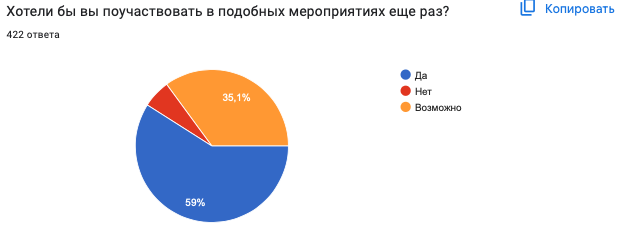 Хотели бы вы поучаствовать в подобных мероприятиях еще раз?
Копировать
422 ответа
35,1%
59%
Да
Нет
Возможно